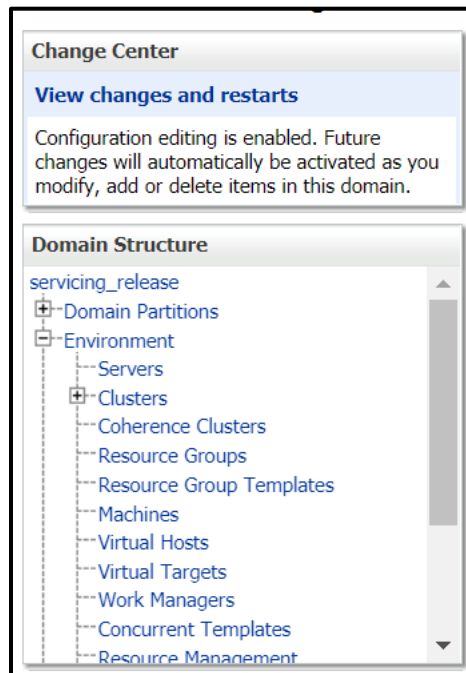 Change Center
View changes and restarts
Configuration editing is enabled. Future
changes will automatically be activated as you
modify, add or delete items in this domain.
Domain Structure
servicing_release
Domain Partitions
Environment
Servers
Clusters
Coherence Clusters
Resource Groups
Resource Group Templates
Machines
Virtual Hosts
Virtual Targets
Work Managers
Concurrent Templates
Resource Management